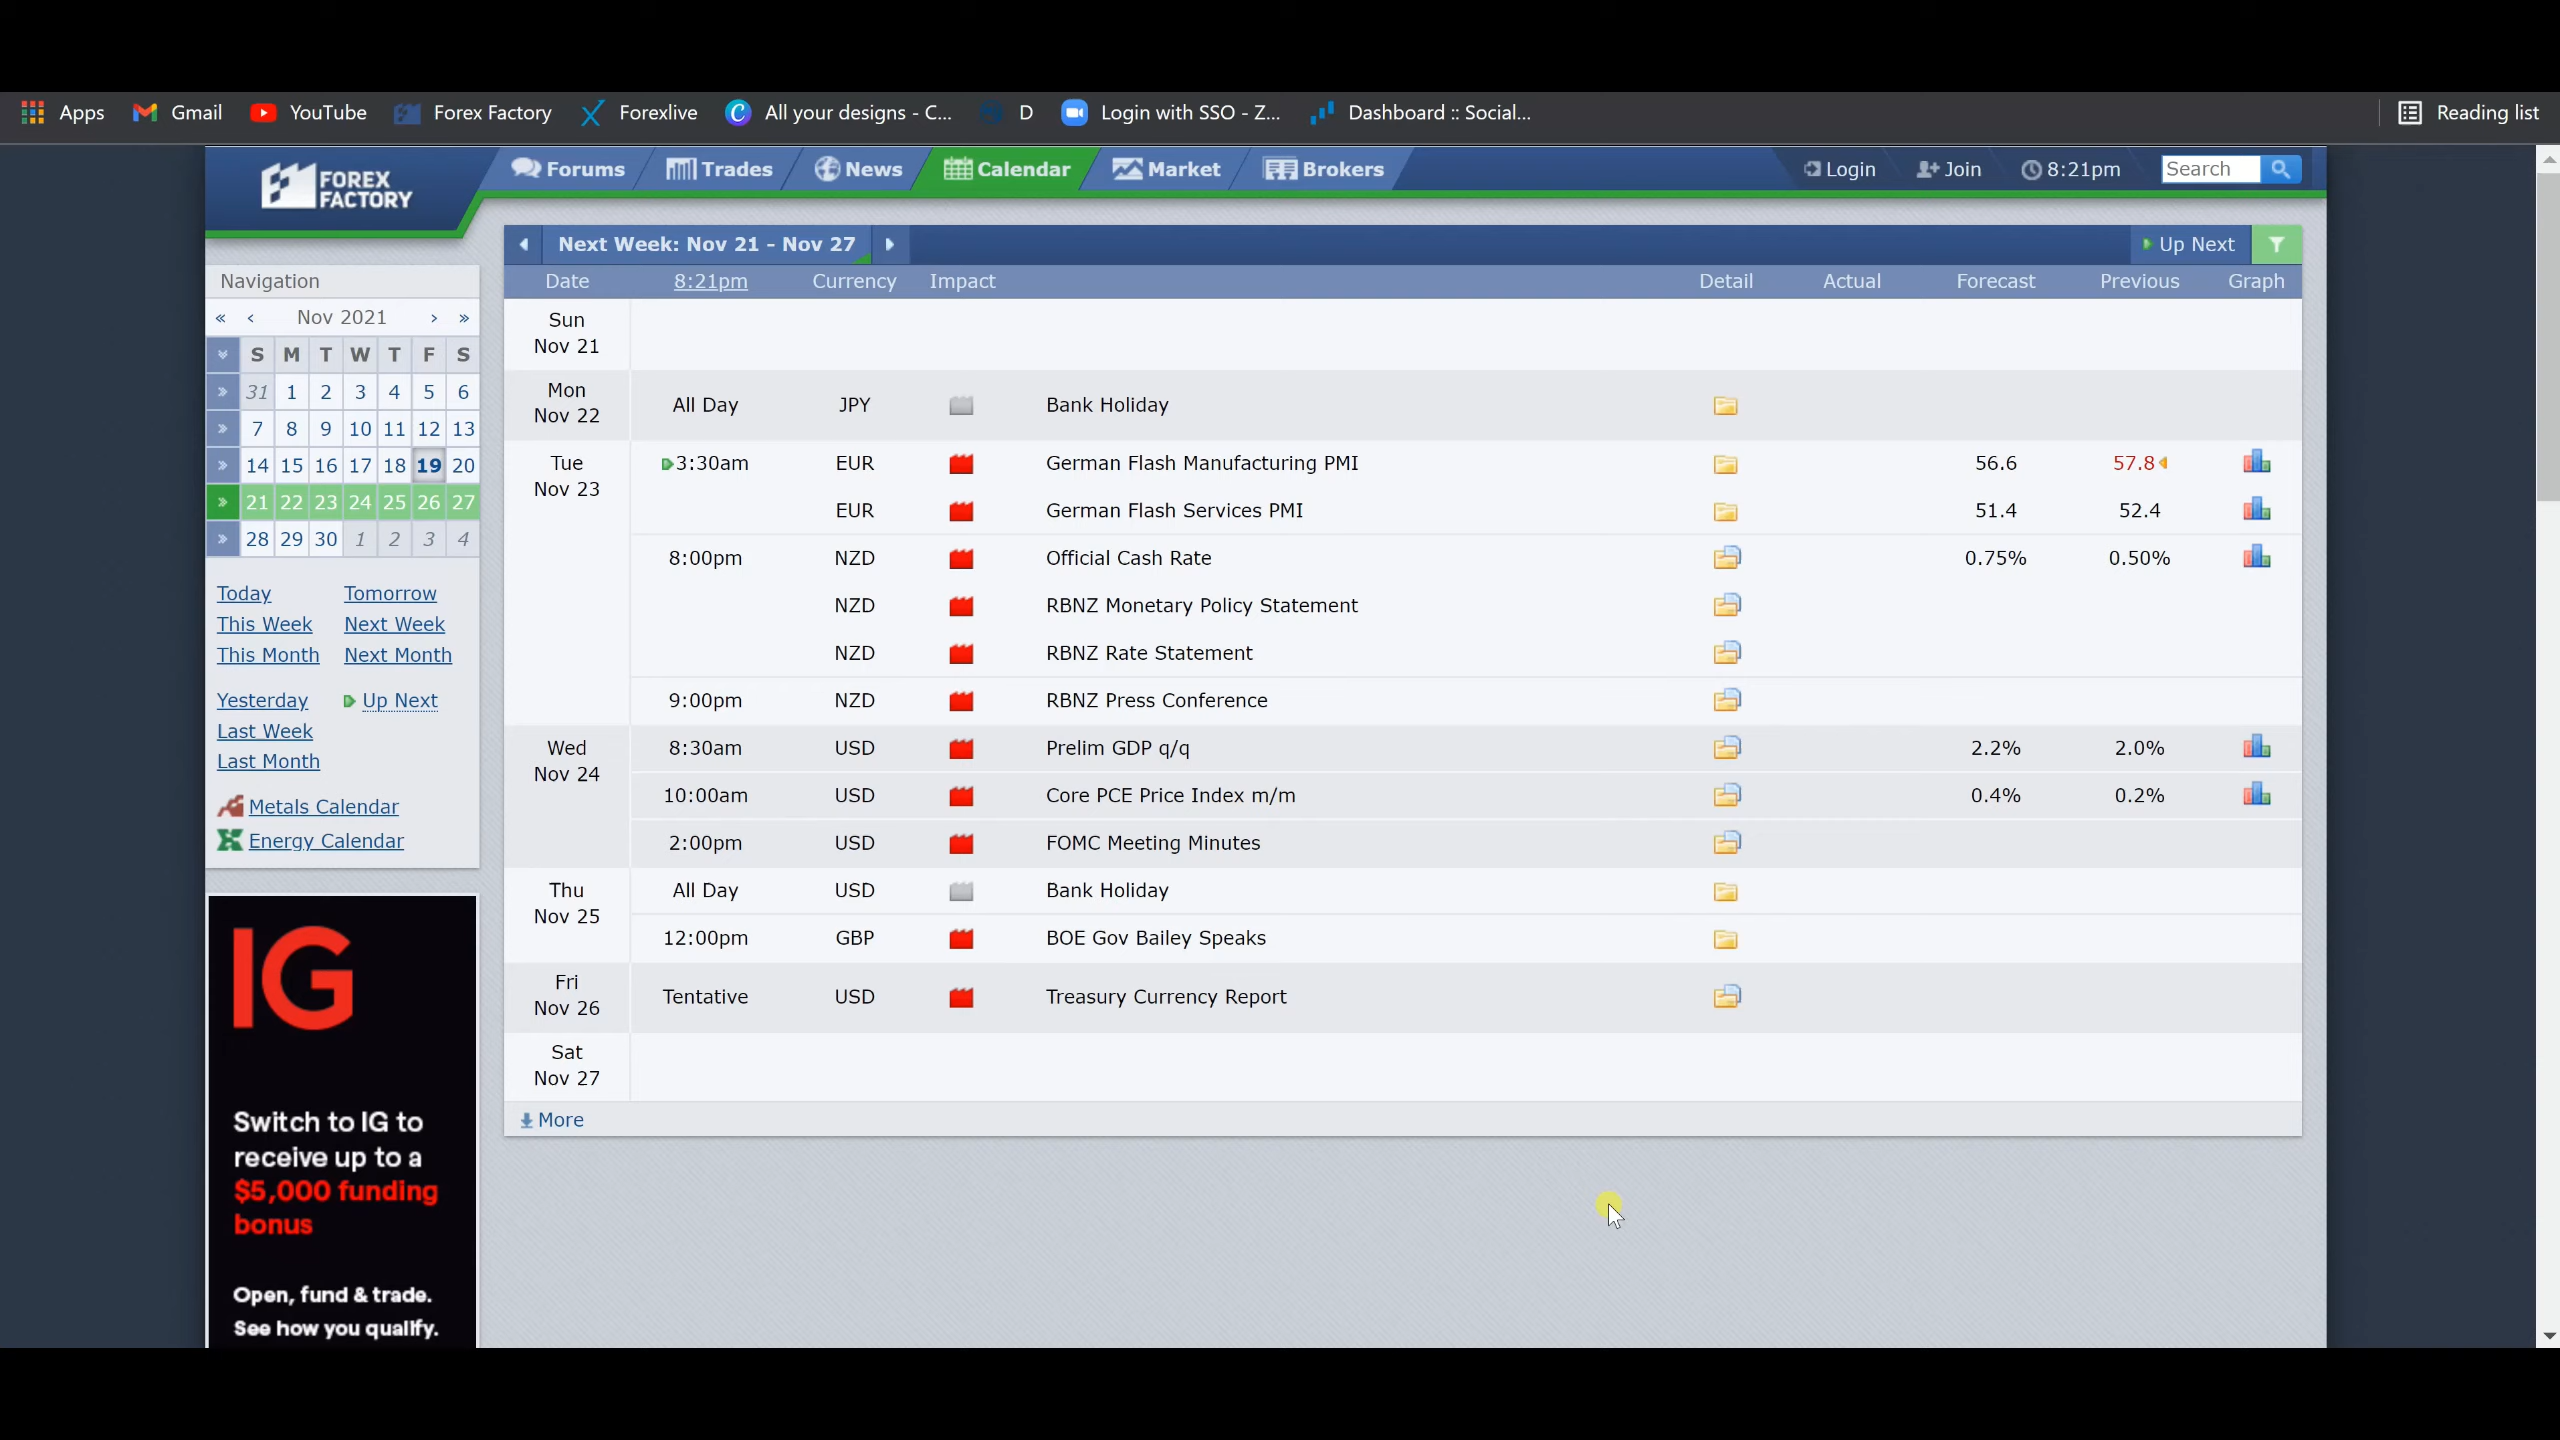 Apps Gmail YouTube Forex Factory Forexlive All your designs - C... D Login with SSO - Z... Dashboard :: Social... Reading list
FOREX FACTORY Forums Trades News Calendar Market Brokers Login Join 8:21pm Search
Navigation
« ‹ Nov 2021 › »
S M T W T F S
31 1 2 3 4 5 6
7 8 9 10 11 12 13
14 15 16 17 18 19 20
21 22 23 24 25 26 27
28 29 30 1 2 3 4
Today Tomorrow
This Week Next Week
This Month Next Month
Yesterday Up Next
Last Week
Last Month
Metals Calendar
Energy Calendar
IG
Switch to IG to
receive up to a
$5,000 funding
bonus
Open, fund & trade.
See how you qualify.
Next Week: Nov 21 - Nov 27 Up Next
Date 8:21pm Currency Impact Detail Actual Forecast Previous Graph
Sun
Nov 21
Mon
Nov 22 All Day JPY Bank Holiday
Tue
Nov 23 3:30am EUR German Flash Manufacturing PMI 56.6 57.8
EUR German Flash Services PMI 51.4 52.4
8:00pm NZD Official Cash Rate 0.75% 0.50%
NZD RBNZ Monetary Policy Statement
NZD RBNZ Rate Statement
9:00pm NZD RBNZ Press Conference
Wed
Nov 24 8:30am USD Prelim GDP q/q 2.2% 2.0%
10:00am USD Core PCE Price Index m/m 0.4% 0.2%
2:00pm USD FOMC Meeting Minutes
Thu
Nov 25 All Day USD Bank Holiday
12:00pm GBP BOE Gov Bailey Speaks
Fri
Nov 26 Tentative USD Treasury Currency Report
Sat
Nov 27
More